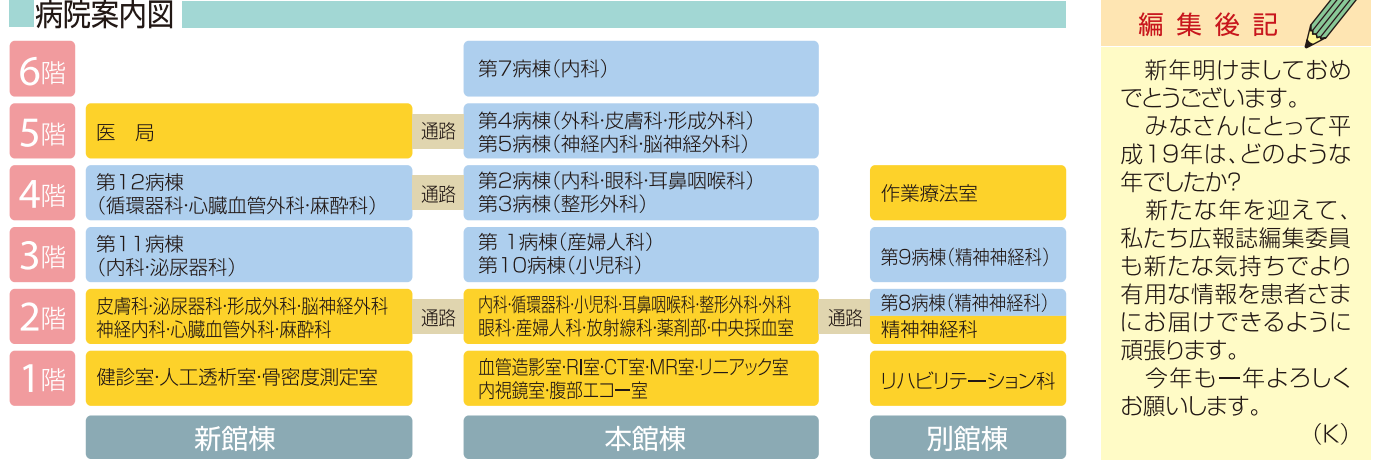 病院案内図
6階
第7病棟(内科)
5階
医 局
通路
第4病棟(外科・皮膚科・形成外科)
第5病棟(神経内科・脳神経外科)
4階
第12病棟
(循環器科・心臓血管外科・麻酔科)
通路
第2病棟(内科・眼科・耳鼻咽喉科)
第3病棟(整形外科)
作業療法室
3階
第11病棟
(内科・泌尿器科)
第 1病棟(産婦人科)
第10病棟(小児科)
第9病棟(精神神経科)
2階
皮膚科・泌尿器科・形成外科・脳神経外科
神経内科・心臓血管外科・麻酔科
通路
内科・循環器科・小児科・耳鼻咽喉科・整形外科・外科
眼科・産婦人科・放射線科・薬剤部・中央採血室
通路
第8病棟(精神神経科)
精神神経科
1階
健診室・人工透析室・骨密度測定室
血管造影室・RI室・CT室・MR室・リニアック室
内視鏡室・腹部エコー室
リハビリテーション科
新館棟
本館棟
別館棟
編集後記
新年明けましておめ
でとうございます。
みなさんにとって平
成19年は、どのような
年でしたか?
新たな年を迎えて、
私たち広報誌編集委員
も新たな気持ちでより
有用な情報を患者さま
にお届けできるように
頑張ります。
今年も一年よろしく
お願いします。
(K)